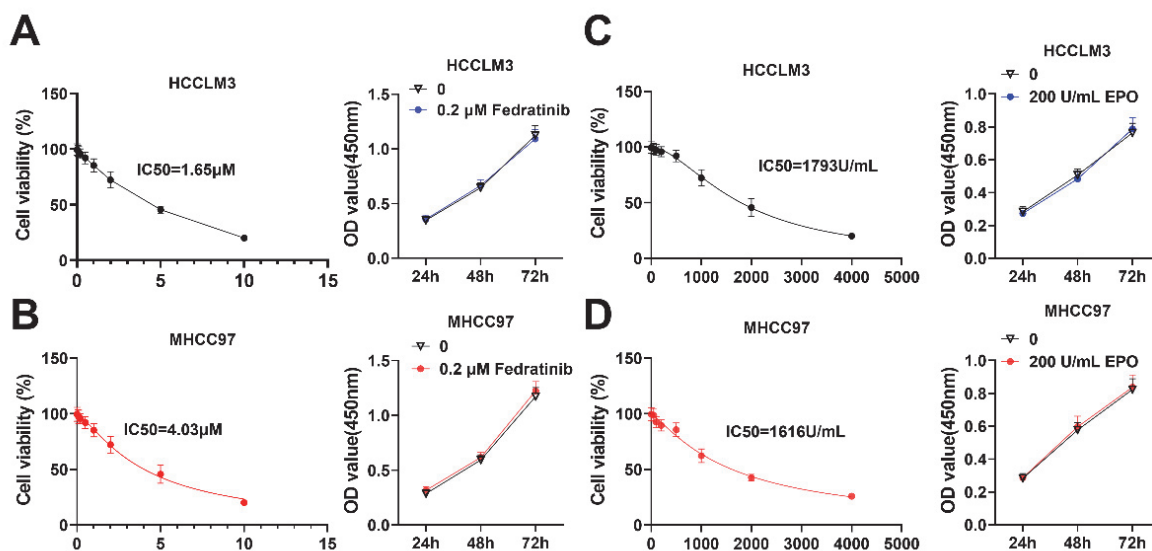 A
HCCLM3
Cell viability (%)
150
100
50
0
0
5
10
15
IC50=1.65μM
HCCLM3
0
0.2 μM Fedratinib
OD value(450nm)
1.5
1.0
0.5
0.0
24h
48h
72h
C
HCCLM3
Cell viability (%)
150
100
50
0
0
1000
2000
3000
4000
5000
IC50=1793U/mL
HCCLM3
0
200 U/mL EPO
OD value(450nm)
1.0
0.8
0.6
0.4
0.2
0.0
24h
48h
72h
B
MHCC97
Cell viability (%)
150
100
50
0
0
5
10
15
IC50=4.03μM
MHCC97
0
0.2 μM Fedratinib
OD value(450nm)
1.5
1.0
0.5
0.0
24h
48h
72h
D
MHCC97
Cell viability (%)
150
100
50
0
0
1000
2000
3000
4000
5000
IC50=1616U/mL
MHCC97
0
200 U/mL EPO
OD value(450nm)
1.0
0.8
0.6
0.4
0.2
0.0
24h
48h
72h